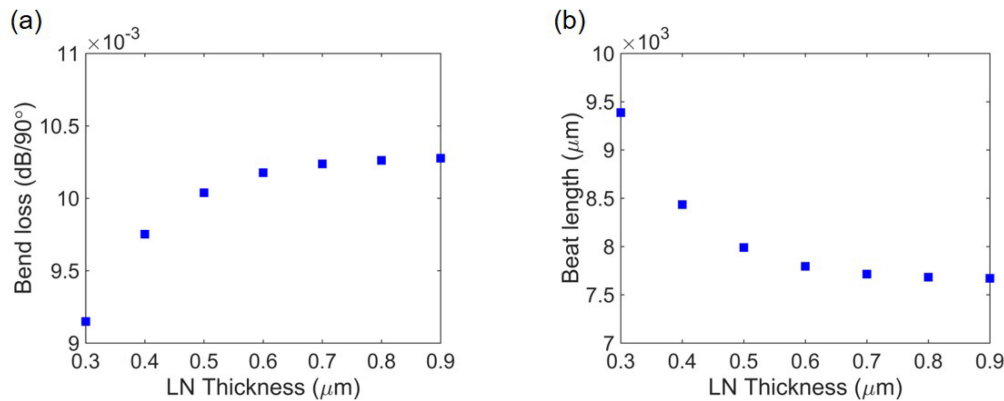 (a)
×10⁻³
11
10.5
10
9.5
9
0.3 0.4 0.5 0.6 0.7 0.8 0.9
LN Thickness (μm)
Bend loss (dB/90°)
(b)
×10³
10
9.5
9
8.5
8
7.5
7
0.3 0.4 0.5 0.6 0.7 0.8 0.9
LN Thickness (μm)
Beat length (μm)